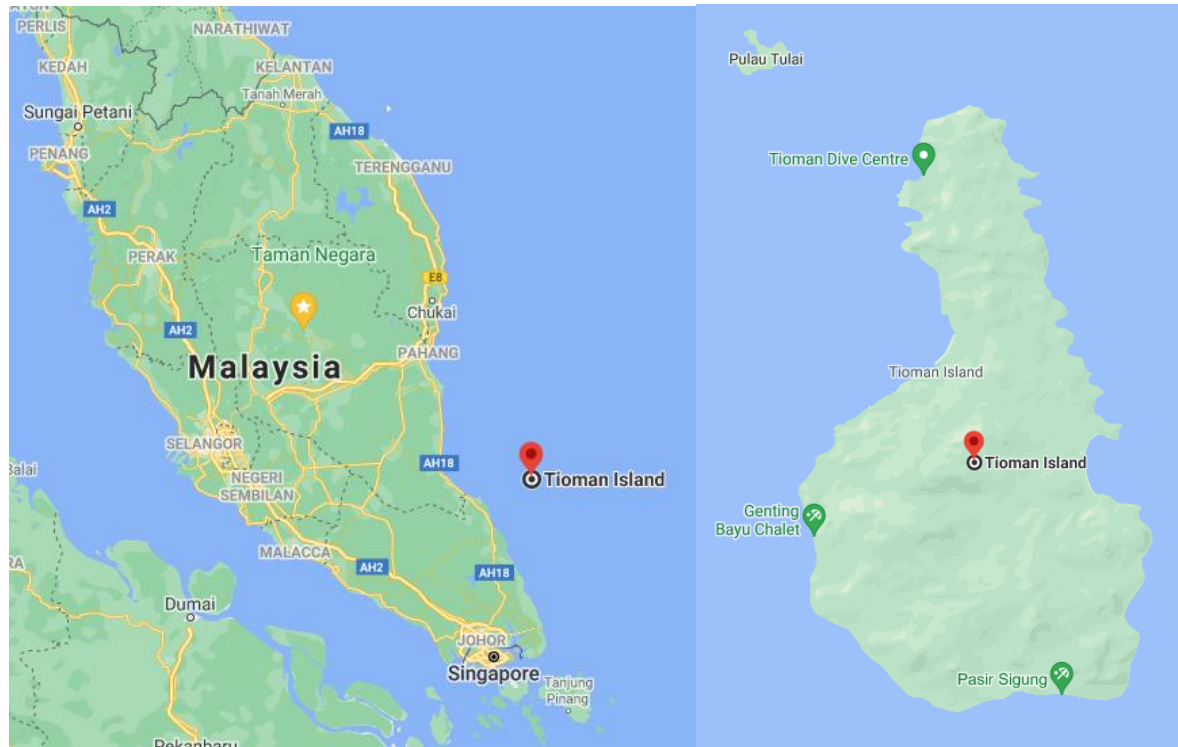 PERLIS
NARATHIWAT
KEDAH
KELANTAN
Tanah Merah
Sungai Petani
AH18
PENANG
TERENGGANU
AH2
PERAK
Taman Negara
E8
Chukai
AH2
PAHANG
Malaysia
SELANGOR
AH18
Tioman Island
NEGERI
SEMBILAN
MALACCA
AH2
AH18
Dumai
JOHOR
Singapore
Tanjung
Pinang
Pekanbaru
Pulau Tulai
Tioman Dive Centre
Tioman Island
Tioman Island
Genting
Bayu Chalet
Pasir Sigung